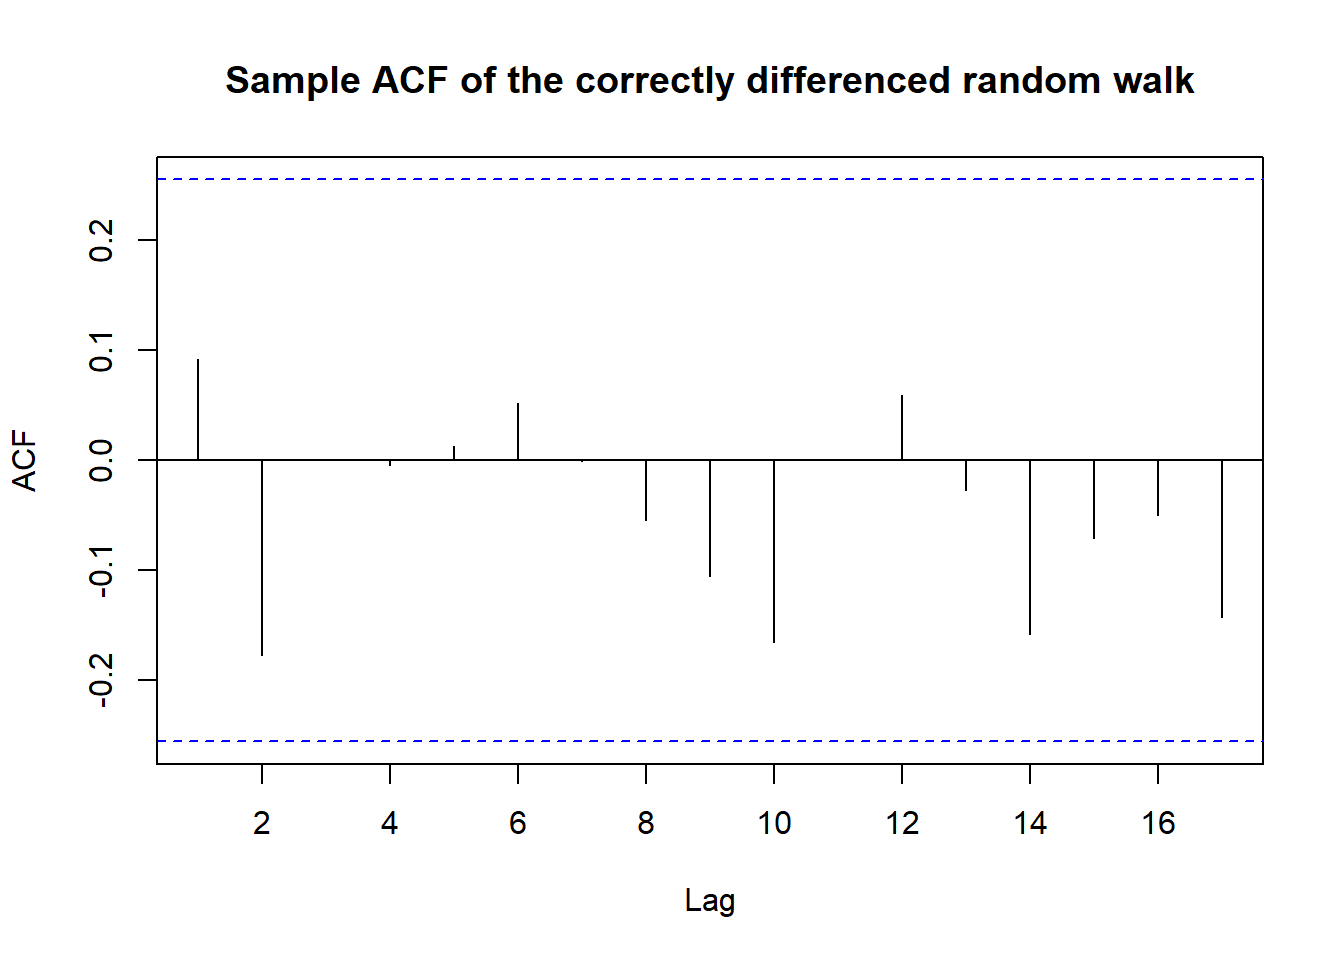 Sample ACF of the correctly differenced random walk
ACF
0.2
0.1
0.0
-0.1
-0.2
2 4 6 8 10 12 14 16
Lag